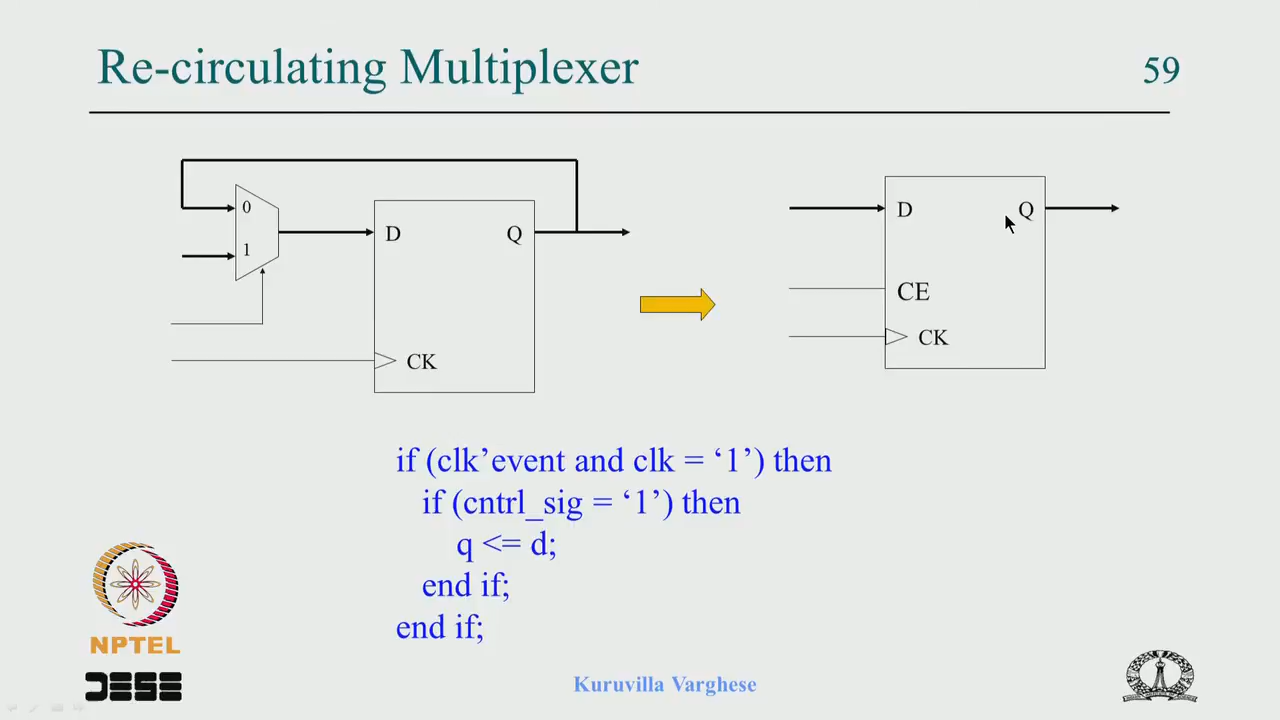 Re-circulating Multiplexer
59
0
1
D
Q
CK
D
Q
CE
CK
if (clk’event and clk = ‘1’) then
if (cntrl_sig = ‘1’) then
q <= d;
end if;
end if;
NPTEL
DESE
Kuruvilla Varghese